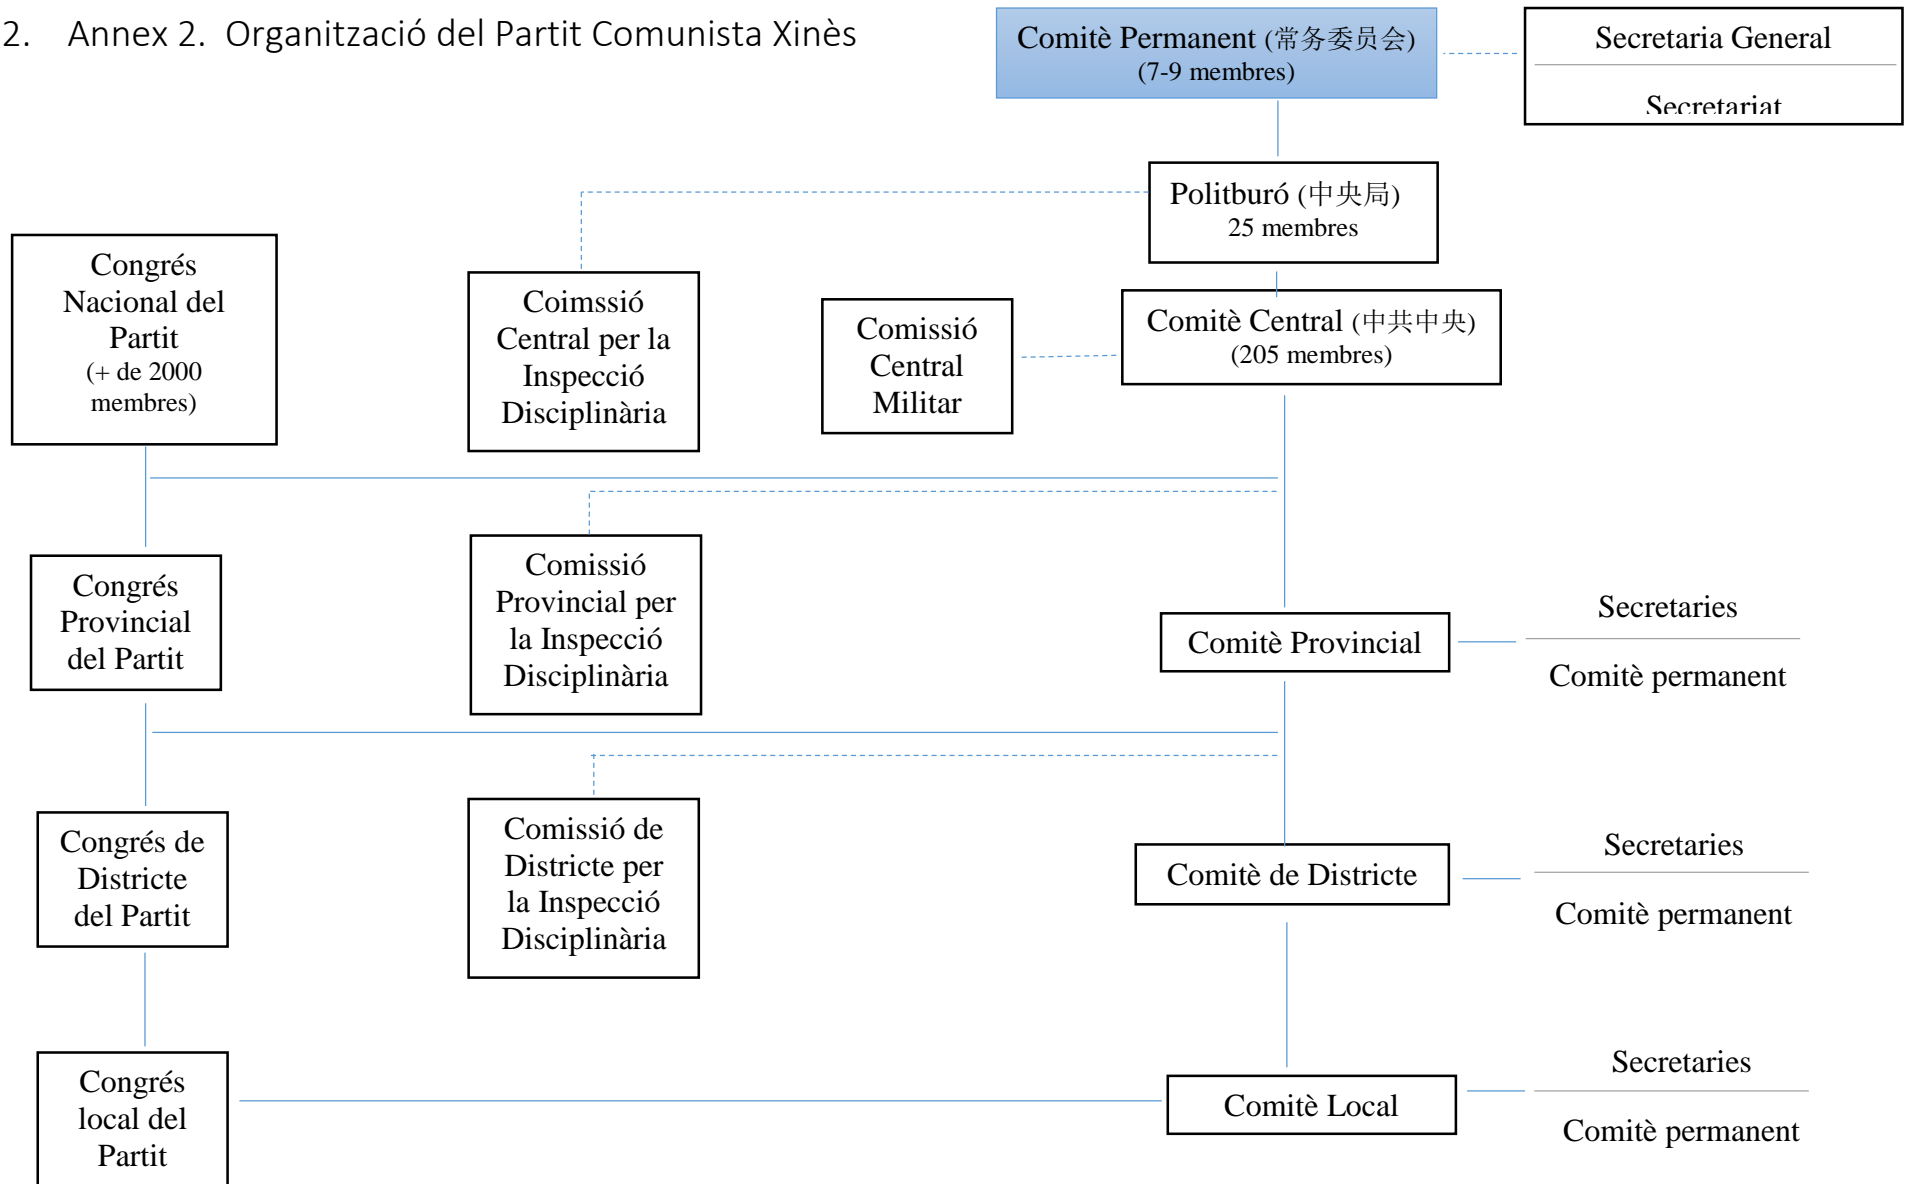 2. Annex 2. Organització del Partit Comunista Xinès
Comitè Permanent (常务委员会)
(7-9 membres)
Secretaria General
Secretariat
Politburó (中央局)
25 membres
Congrés
Nacional del
Partit
(+ de 2000
membres)
Coimssió
Central per la
Inspecció
Disciplinària
Comissió
Central
Militar
Comitè Central (中共中央)
(205 membres)
Congrés
Provincial
del Partit
Comissió
Provincial per
la Inspecció
Disciplinària
Comitè Provincial
Secretaries
Comitè permanent
Congrés de
Districte
del Partit
Comissió de
Districte per
la Inspecció
Disciplinària
Comitè de Districte
Secretaries
Comitè permanent
Congrés
local del
Partit
Comitè Local
Secretaries
Comitè permanent